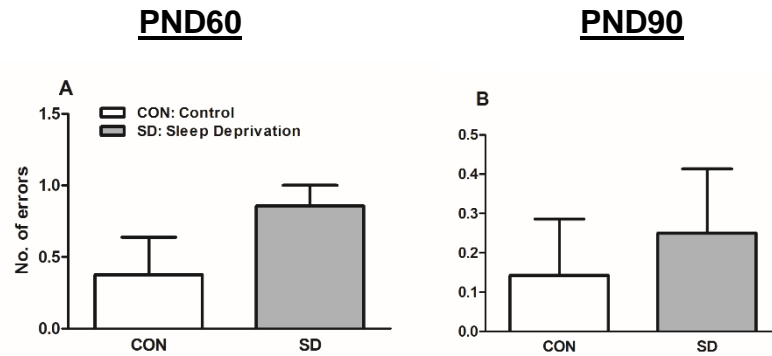 PND60
PND90
A
CON: Control
SD: Sleep Deprivation
No. of errors
1.5
1.0
0.5
0.0
CON
SD
B
0.5
0.4
0.3
0.2
0.1
0.0
CON
SD